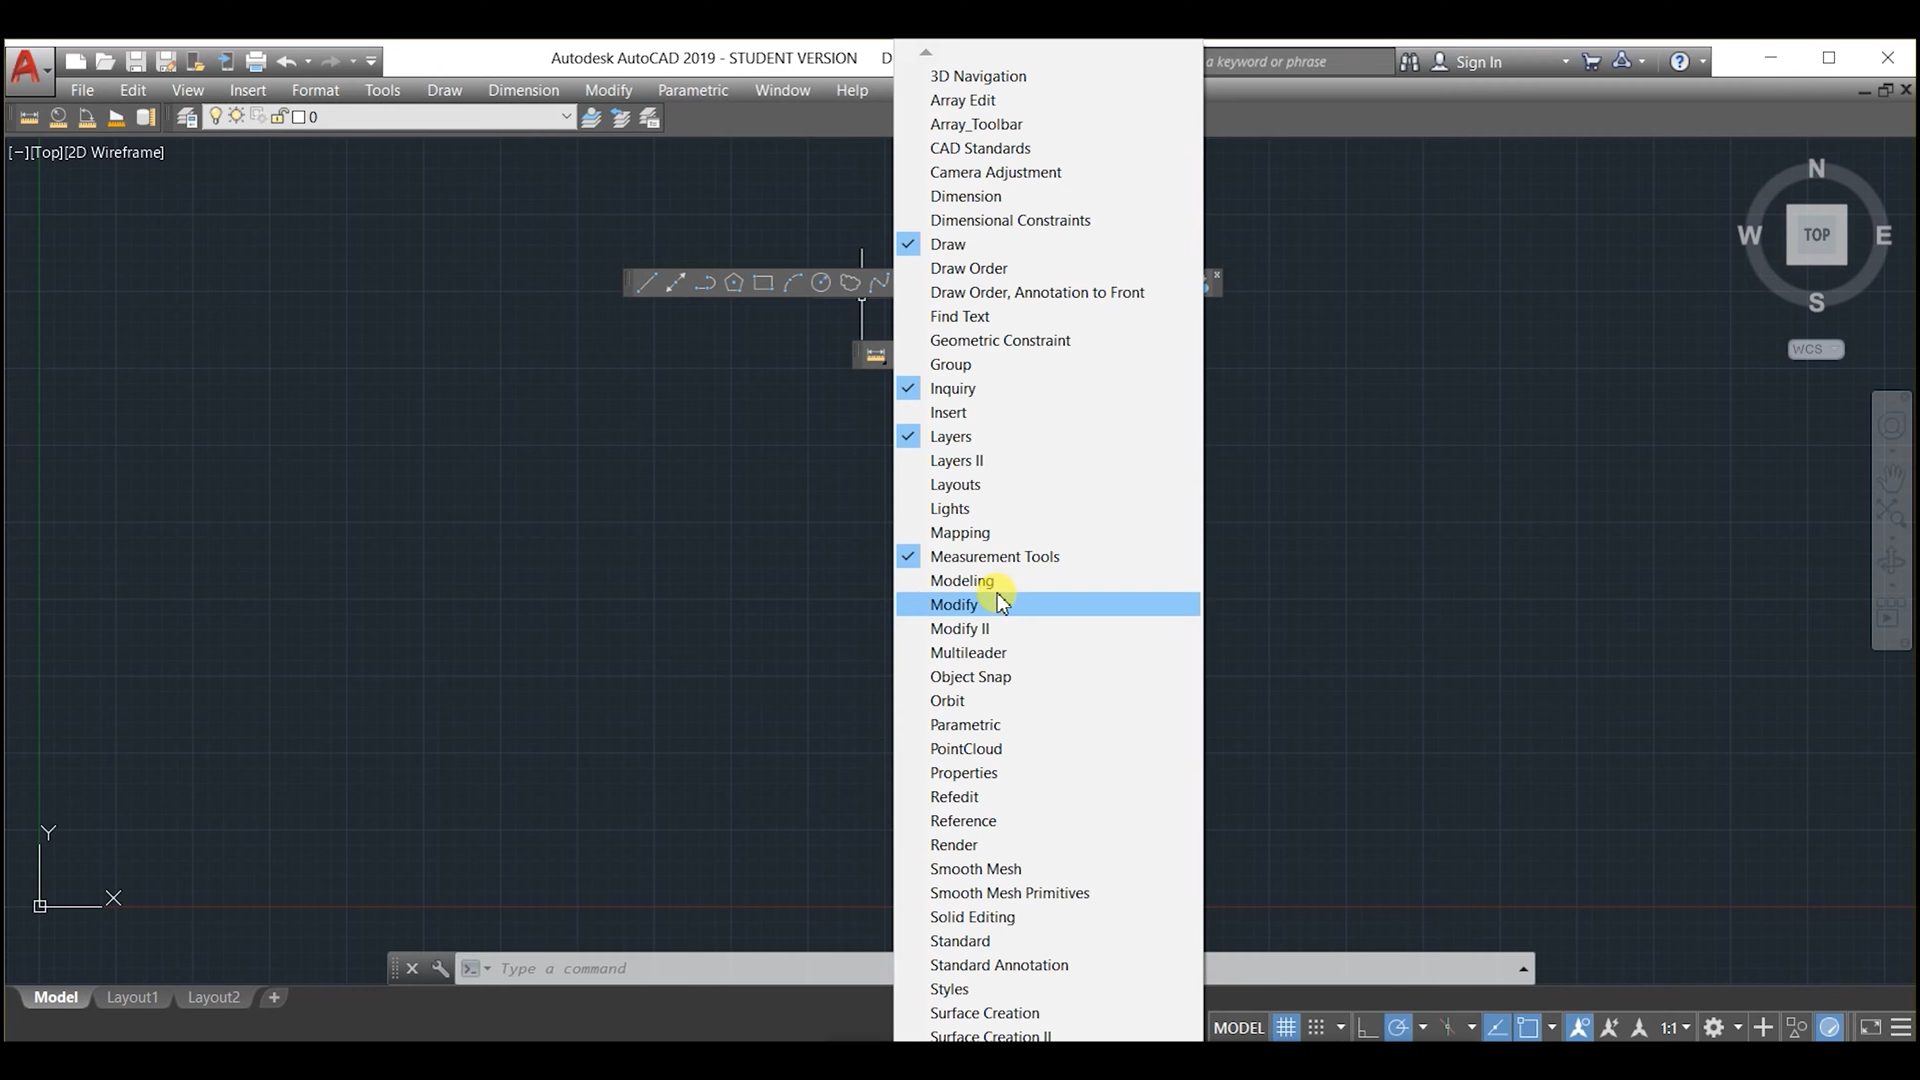 Autodesk AutoCAD 2019 - STUDENT VERSION D
a keyword or phrase
Sign In
File Edit View Insert Format Tools Draw Dimension Modify Parametric Window Help
0
[−][Top][2D Wireframe]
3D Navigation
Array Edit
Array_Toolbar
CAD Standards
Camera Adjustment
Dimension
Dimensional Constraints
Draw
Draw Order
Draw Order, Annotation to Front
Find Text
Geometric Constraint
Group
Inquiry
Insert
Layers
Layers II
Layouts
Lights
Mapping
Measurement Tools
Modeling
Modify
Modify II
Multileader
Object Snap
Orbit
Parametric
PointCloud
Properties
Refedit
Reference
Render
Smooth Mesh
Smooth Mesh Primitives
Solid Editing
Standard
Standard Annotation
Styles
Surface Creation
Surface Creation II
N
W TOP E
S
WCS
Y
X
Type a command
Model Layout1 Layout2
MODEL 1:1